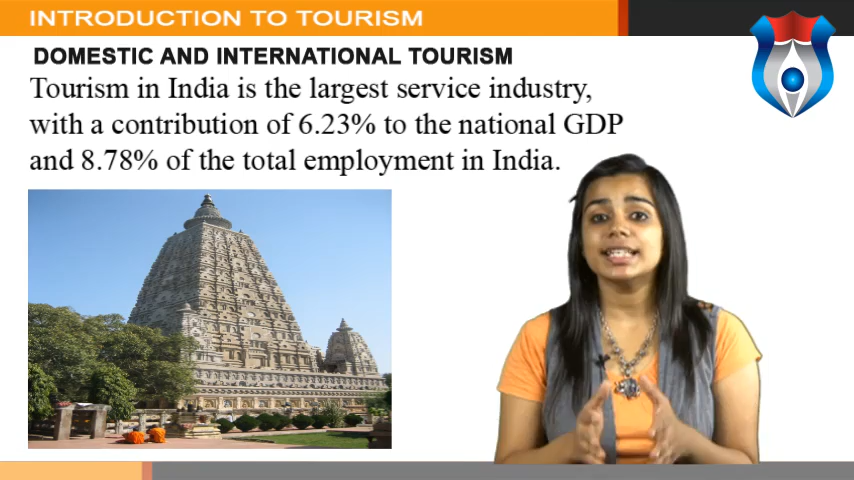 INTRODUCTION TO TOURISM
DOMESTIC AND INTERNATIONAL TOURISM
Tourism in India is the largest service industry,
with a contribution of 6.23% to the national GDP
and 8.78% of the total employment in India.